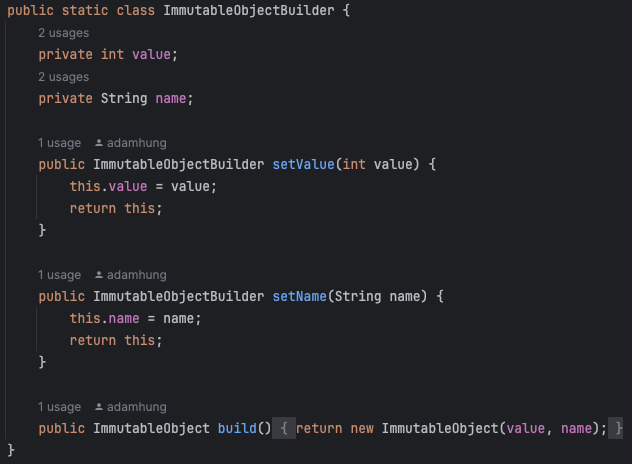 public static class ImmutableObjectBuilder {
2 usages
private int value;
2 usages
private String name;
1 usage adamhung
public ImmutableObjectBuilder setValue(int value) {
this.value = value;
return this;
}
1 usage adamhung
public ImmutableObjectBuilder setName(String name) {
this.name = name;
return this;
}
1 usage adamhung
public ImmutableObject build() { return new ImmutableObject(value, name); }
}